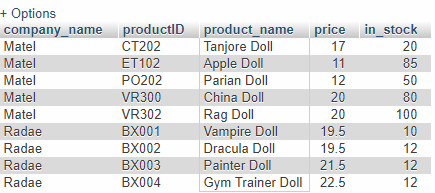 + Options
company_name productID product_name price in_stock
Matel CT202 Tanjore Doll 17 20
Matel ET102 Apple Doll 11 85
Matel PO202 Parian Doll 12 50
Matel VR300 China Doll 20 80
Matel VR302 Rag Doll 20 100
Radae BX001 Vampire Doll 19.5 10
Radae BX002 Dracula Doll 19.5 12
Radae BX003 Painter Doll 21.5 12
Radae BX004 Gym Trainer Doll 22.5 12